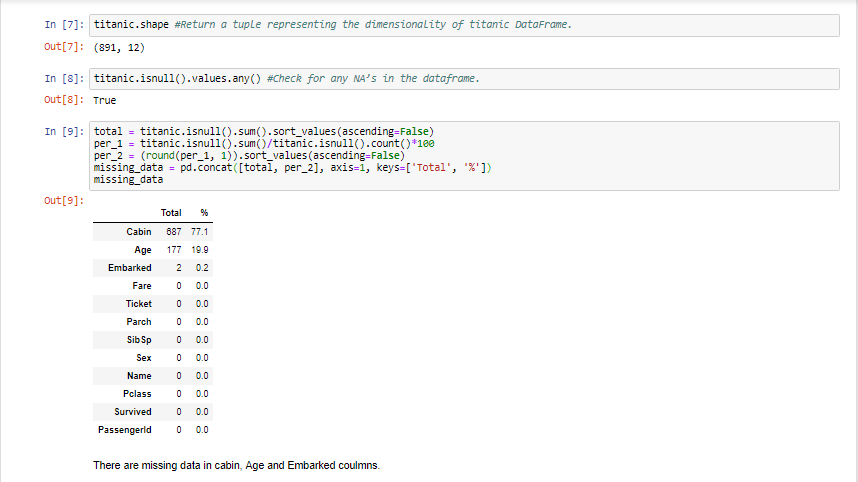 In [7]: titanic.shape #Return a tuple representing the dimensionality of titanic DataFrame.
Out[7]: (891, 12)
In [8]: titanic.isnull().values.any() #Check for any NA's in the dataframe.
Out[8]: True
In [9]: total = titanic.isnull().sum().sort_values(ascending=False)
per_1 = titanic.isnull().sum()/titanic.isnull().count()*100
per_2 = (round(per_1, 1)).sort_values(ascending=False)
missing_data = pd.concat([total, per_2], axis=1, keys=['Total', '%'])
missing_data
Out[9]:
Total %
Cabin 687 77.1
Age 177 19.9
Embarked 2 0.2
Fare 0 0.0
Ticket 0 0.0
Parch 0 0.0
SibSp 0 0.0
Sex 0 0.0
Name 0 0.0
Pclass 0 0.0
Survived 0 0.0
PassengerId 0 0.0
There are missing data in cabin, Age and Embarked coulmns.